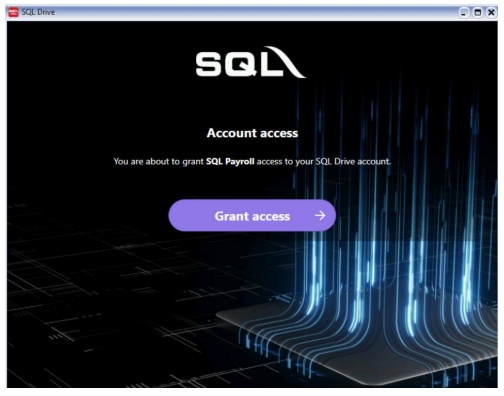 SQL Drive
SQL
Account access
You are about to grant SQL Payroll access to your SQL Drive account.
Grant access →